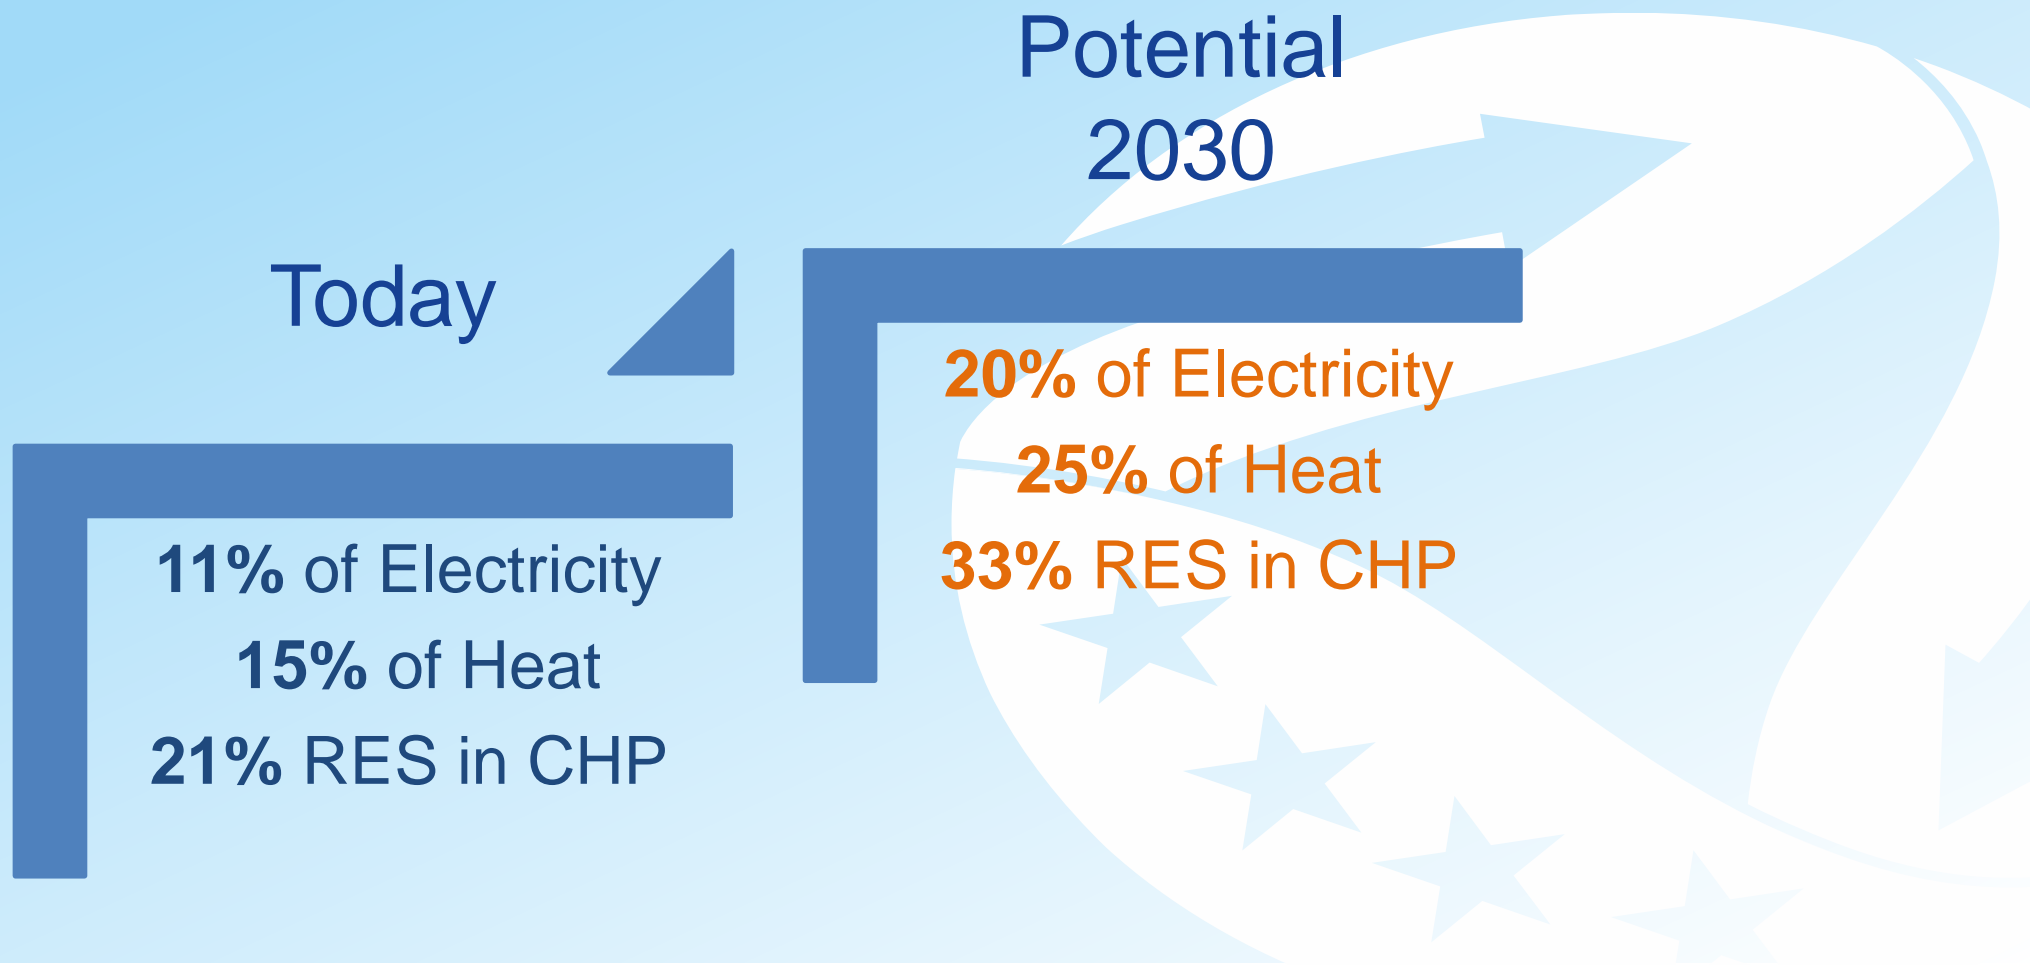 Today
11% of Electricity
15% of Heat
21% RES in CHP
Potential
2030
20% of Electricity
25% of Heat
33% RES in CHP